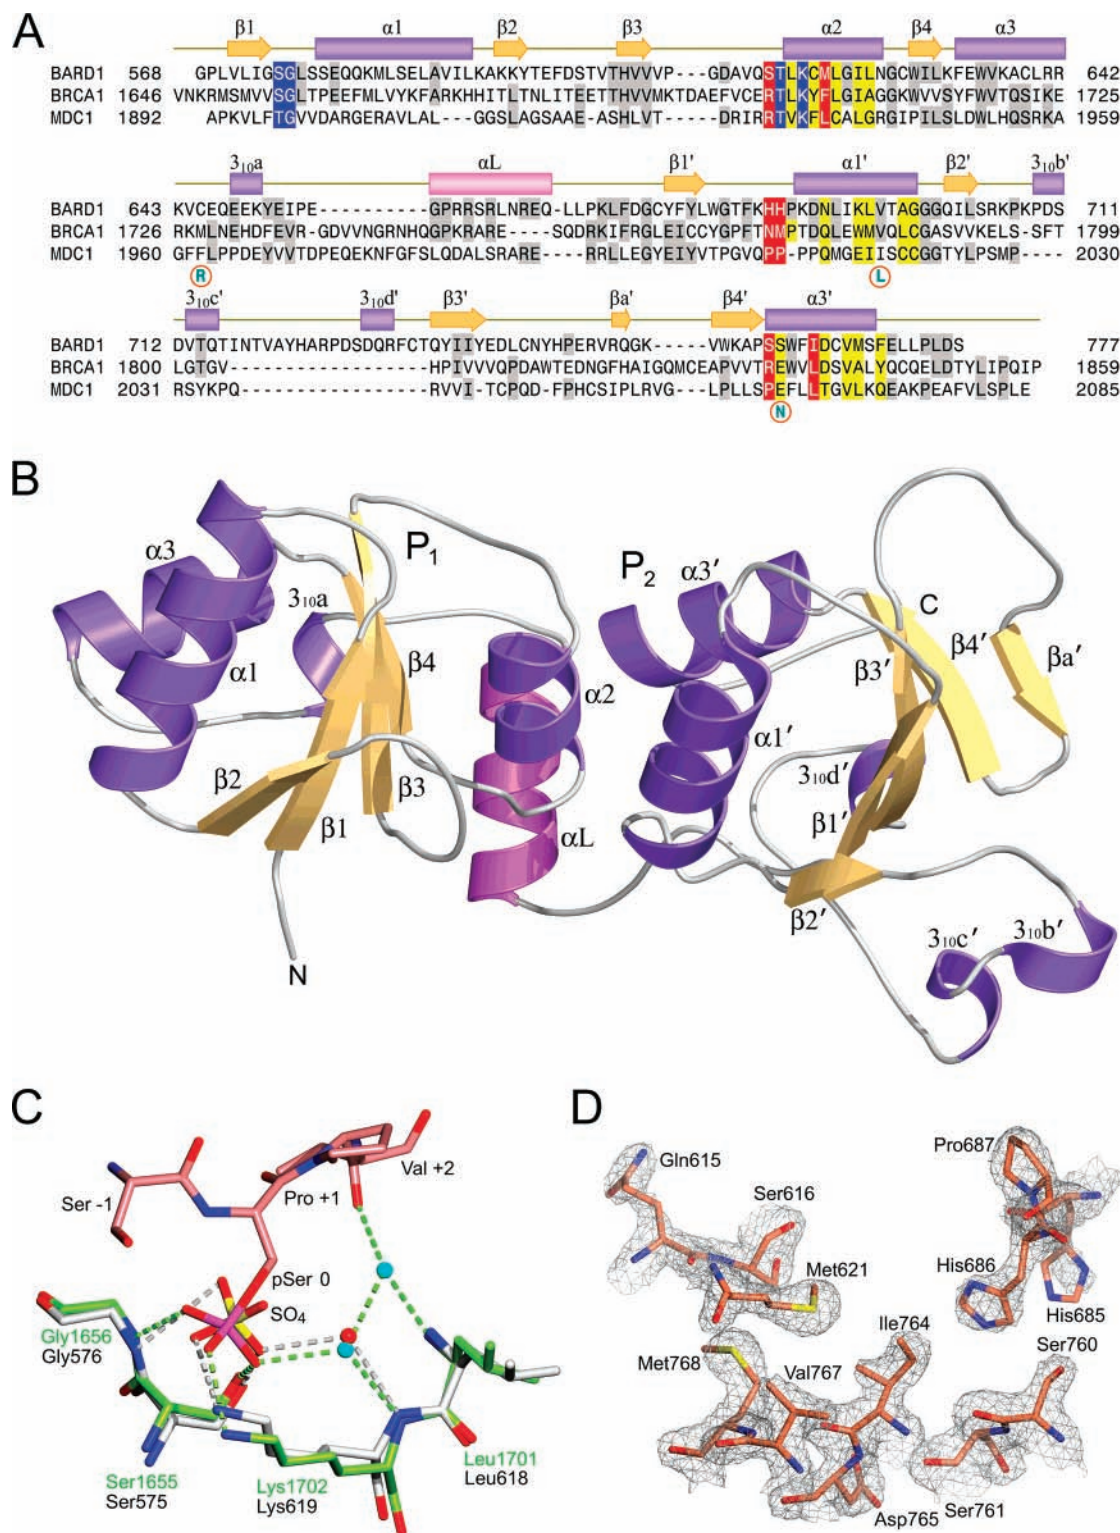 A
β1 α1 β2 β3 α2 β4 α3
BARD1 568 GPLVLIGSGLSSEQQKMLSELAVILKAKKYTEFDSTVTHVVVP---GDAVQSTLKCMLGILNGCWILKFEWVKACLRR 642
BRCA1 1646 VNKRMSMVVSGLTPEEFMLVYKFARKHHITLTNLITEETTHVVMKTDAEFVCERTLKYFLGIAGGKWVVSYFWVTQSIKE 1725
MDC1 1892 APKVLFTGVVDARGERAVLAL---GGSLAGSAAE-ASHLVT-----DRIRRTVKFLCALGRGIPILSLDWLHQSRKA 1959
3₁₀a αL β1′ α1′ β2′ 3₁₀b′
BARD1 643 KVCEQEEKYEIPE----------GPRRSRLNREQ-LLPKLFDGCYFYLWGTFKHHPKDNLIKLVTAGGGQILSRKPKPDS 711
BRCA1 1726 RKMLNEHDFEVR-GDVVNGRNHQGPKRARE----SQDRKIFRGLEICCYGPFTNMPTDQLEWMVQLCGASVVKELS-SFT 1799
MDC1 1960 GFFLPPDEYVVTDPEQEKNFGFSLQDALSRARE----RRLLEGYEIYVTPGVQPP-PPQMGEIISCCGGTYLPSMP---- 2030
R L
3₁₀c′ 3₁₀d′ β3′ βa′ β4′ α3′
BARD1 712 DVTQTINTVAYHARPDSDQRFCTQYIIYEDLCNYHPERVRQGK-----VWKAPSSWFIDCVMSFELLPLDS 777
BRCA1 1800 LGTGV------------------HPIVVVQPDAWTEDNGFHAIGQMCEAPVVTREWVLDSVALYQCQELDTYLIPQIP 1859
MDC1 2031 RSYKPQ-----------------RVVI-TCPQD-FPHCSIPLRVG----LPLLSPEFLLTGVLKQEAKPEAFVLSPLE 2085
N
B
α3 P₁ P₂ α3′
3₁₀a C
α1 β4 α2 β3′ β4′ βa′
α1′
β2 β3 3₁₀d′
β1 αL β1′
β2′
3₁₀c′ 3₁₀b′
N
C
Ser -1
Pro +1
Val +2
pSer 0
SO₄
Gly1656
Gly576
Ser1655
Ser575
Lys1702
Lys619
Leu1701
Leu618
D
Gln615
Pro687
Ser616
Met621
His686
His685
Ile764
Ser760
Met768
Val767
Asp765
Ser761